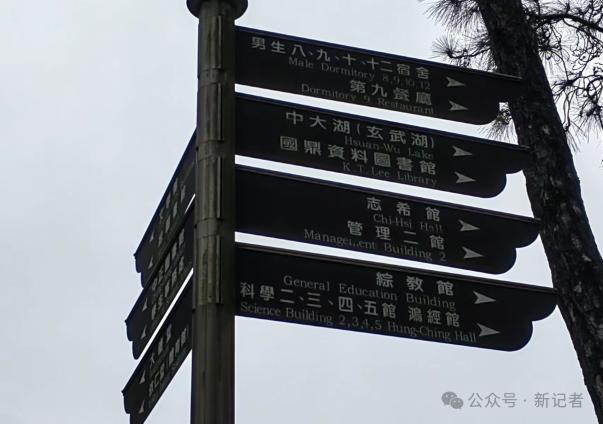 男生八、九、十、十二宿舍
Male Dormitory 8,9,10,12
第九餐廳
Dormitory 9 Restaurant
中大湖（玄武湖）
Hsuan-Wu Lake
國鼎資料圖書館
K.T. Lee Library
志希館
Chi-Hsi Hall
管理二館
Management Building 2
綜教館
General Education Building
科學二、三、四、五館 鴻經館
Science Building 2,3,4,5 Hung-Ching Hall
公众号·新记者